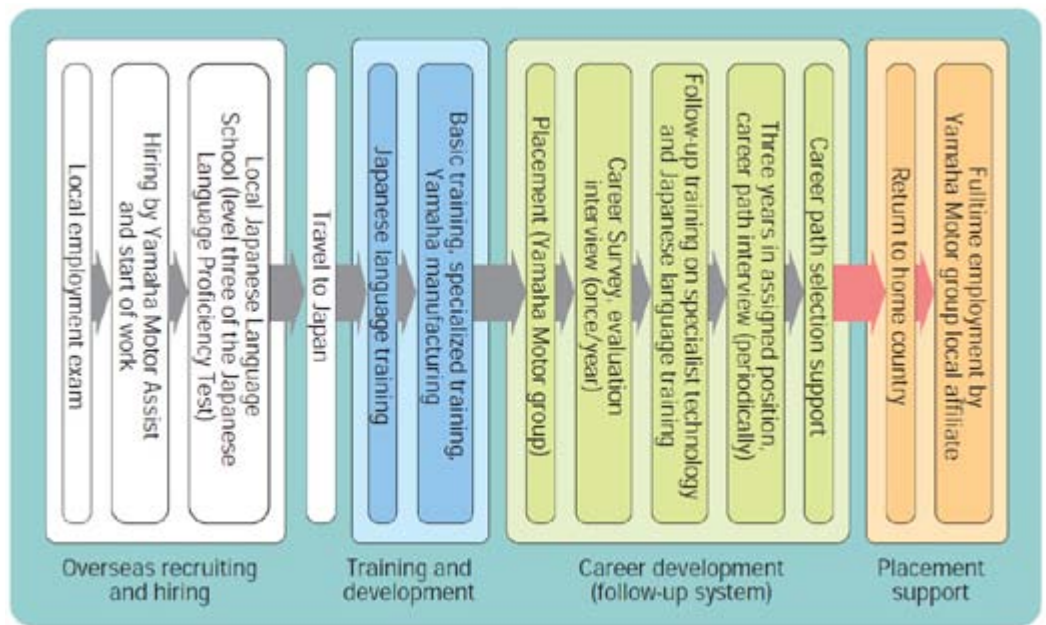 Local employment exam
Hiring by Yamaha Motor Assist
and start of work
Local Japanese Language
School (level three of the Japanese
Language Proficiency Test)
Overseas recruiting
and hiring
Travel to Japan
Japanese language training
Basic training, specialized training,
Yamaha manufacturing
Training and
development
Placement (Yamaha Motor group)
Career Survey, evaluation
interview (once/year)
Follow-up training on specialist technology
and Japanese language training
Three years in assigned position,
career path interview (periodically)
Career path selection support
Career development
(follow-up system)
Return to home country
Fulltime employment by
Yamaha Motor group local affiliate
Placement
support